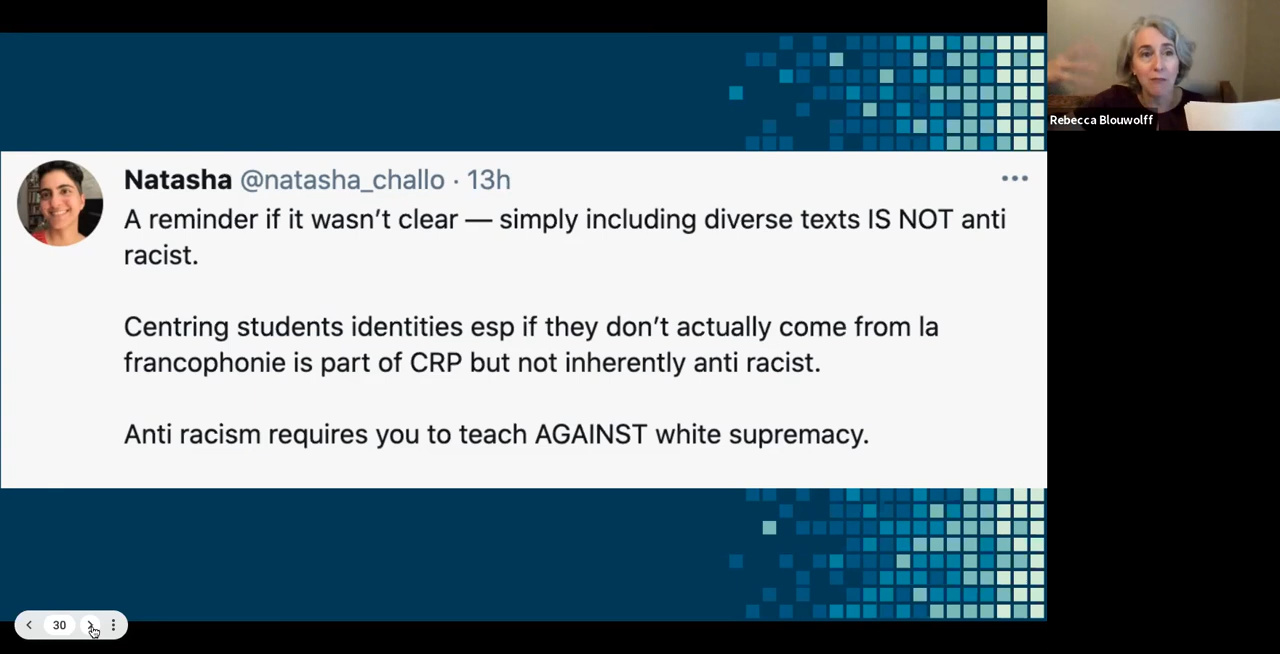 Natasha @natasha_challo · 13h
A reminder if it wasn’t clear — simply including diverse texts IS NOT anti
racist.
Centring students identities esp if they don’t actually come from la
francophonie is part of CRP but not inherently anti racist.
Anti racism requires you to teach AGAINST white supremacy.
Rebecca Blouwolff
30